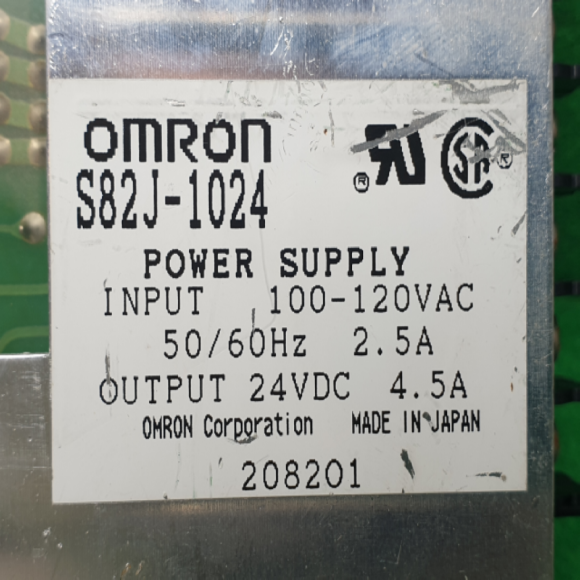 OMRON
S82J-1024
POWER SUPPLY
INPUT 100-120VAC
50/60Hz 2.5A
OUTPUT 24VDC 4.5A
OMRON Corporation MADE IN JAPAN
208201